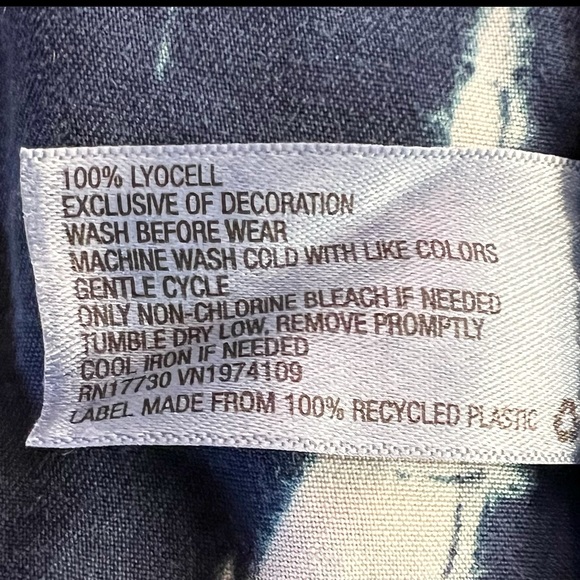 100% LYOCELL
EXCLUSIVE OF DECORATION
WASH BEFORE WEAR
MACHINE WASH COLD WITH LIKE COLORS
GENTLE CYCLE
ONLY NON-CHLORINE BLEACH IF NEEDED
TUMBLE DRY LOW, REMOVE PROMPTLY
COOL IRON IF NEEDED
RN17730 VN1974109
LABEL MADE FROM 100% RECYCLED PLASTIC